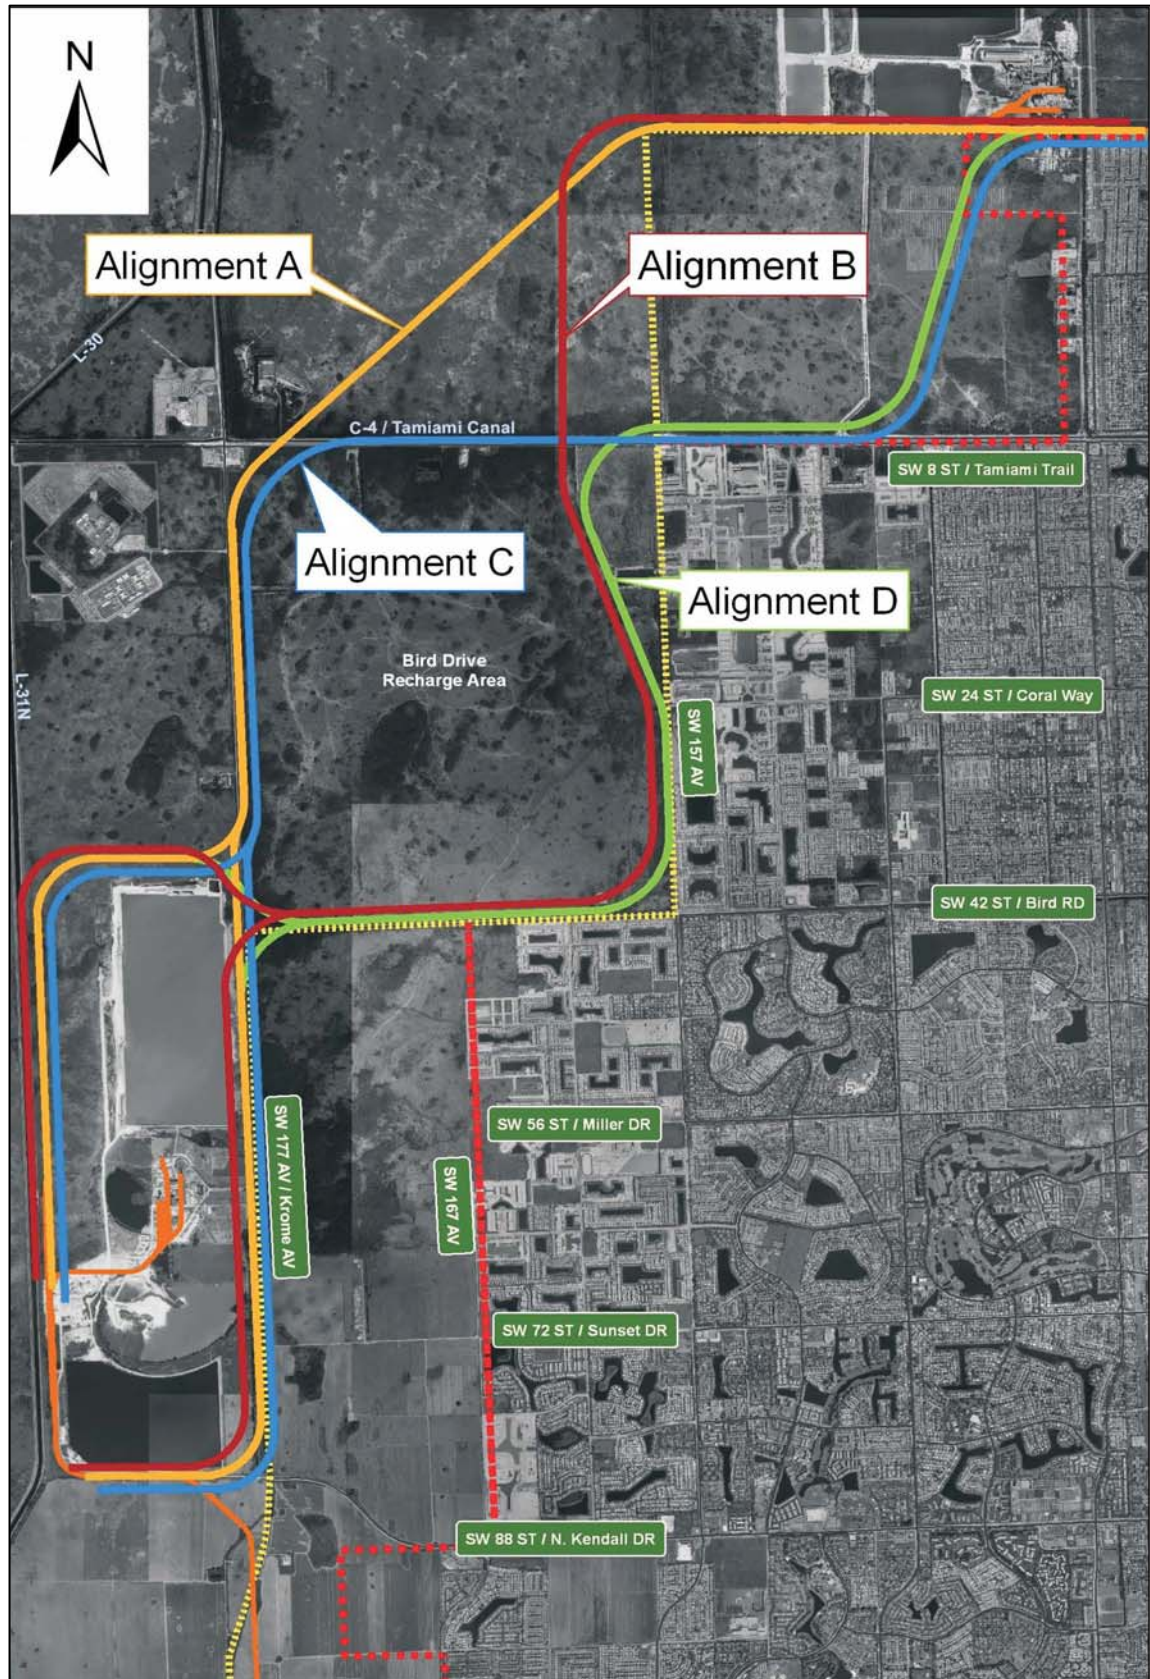 N
Alignment A
Alignment B
L-30
C-4 / Tamiami Canal
SW 8 ST / Tamiami Trail
Alignment C
Alignment D
Bird Drive
Recharge Area
L-31N
SW 24 ST / Coral Way
SW 157 AV
SW 42 ST / Bird RD
SW 56 ST / Miller DR
SW 177 AV / Krome AV
SW 167 AV
SW 72 ST / Sunset DR
SW 88 ST / N. Kendall DR